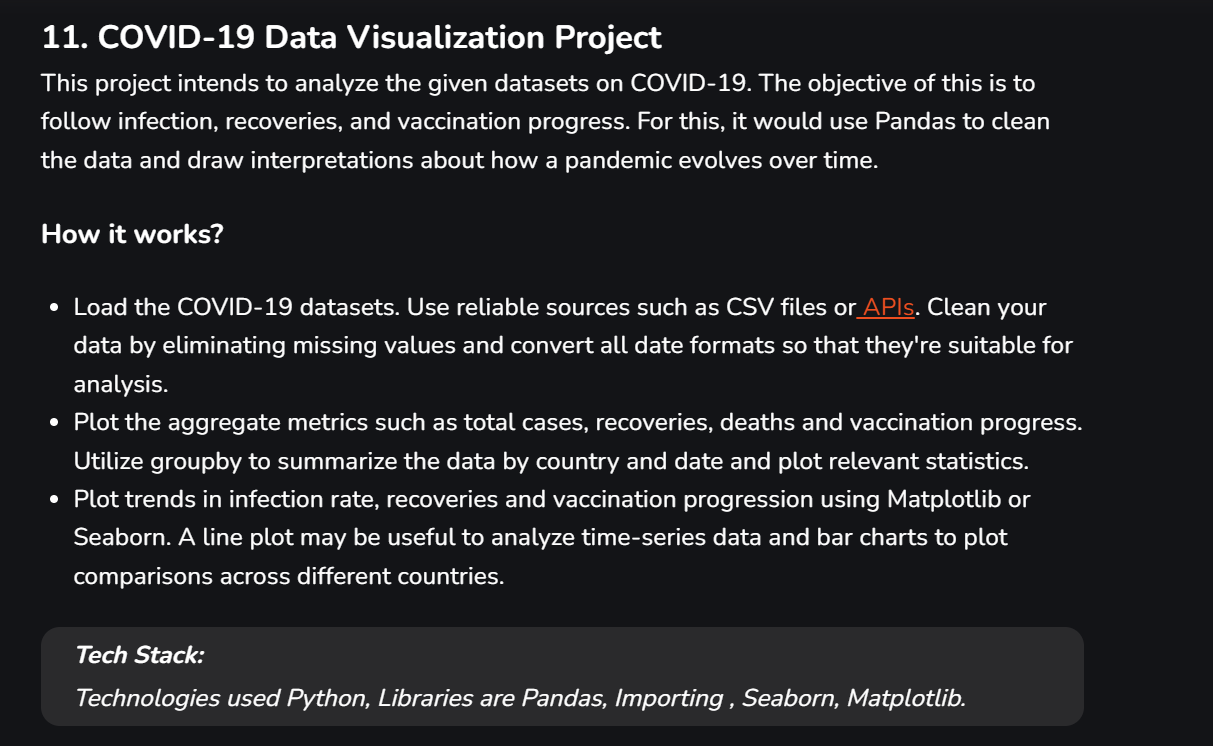 11. COVID-19 Data Visualization Project
This project intends to analyze the given datasets on COVID-19. The objective of this is to
follow infection, recoveries, and vaccination progress. For this, it would use Pandas to clean
the data and draw interpretations about how a pandemic evolves over time.
How it works?
• Load the COVID-19 datasets. Use reliable sources such as CSV files or APIs. Clean your
data by eliminating missing values and convert all date formats so that they're suitable for
analysis.
• Plot the aggregate metrics such as total cases, recoveries, deaths and vaccination progress.
Utilize groupby to summarize the data by country and date and plot relevant statistics.
• Plot trends in infection rate, recoveries and vaccination progression using Matplotlib or
Seaborn. A line plot may be useful to analyze time-series data and bar charts to plot
comparisons across different countries.
Tech Stack:
Technologies used Python, Libraries are Pandas, Importing , Seaborn, Matplotlib.